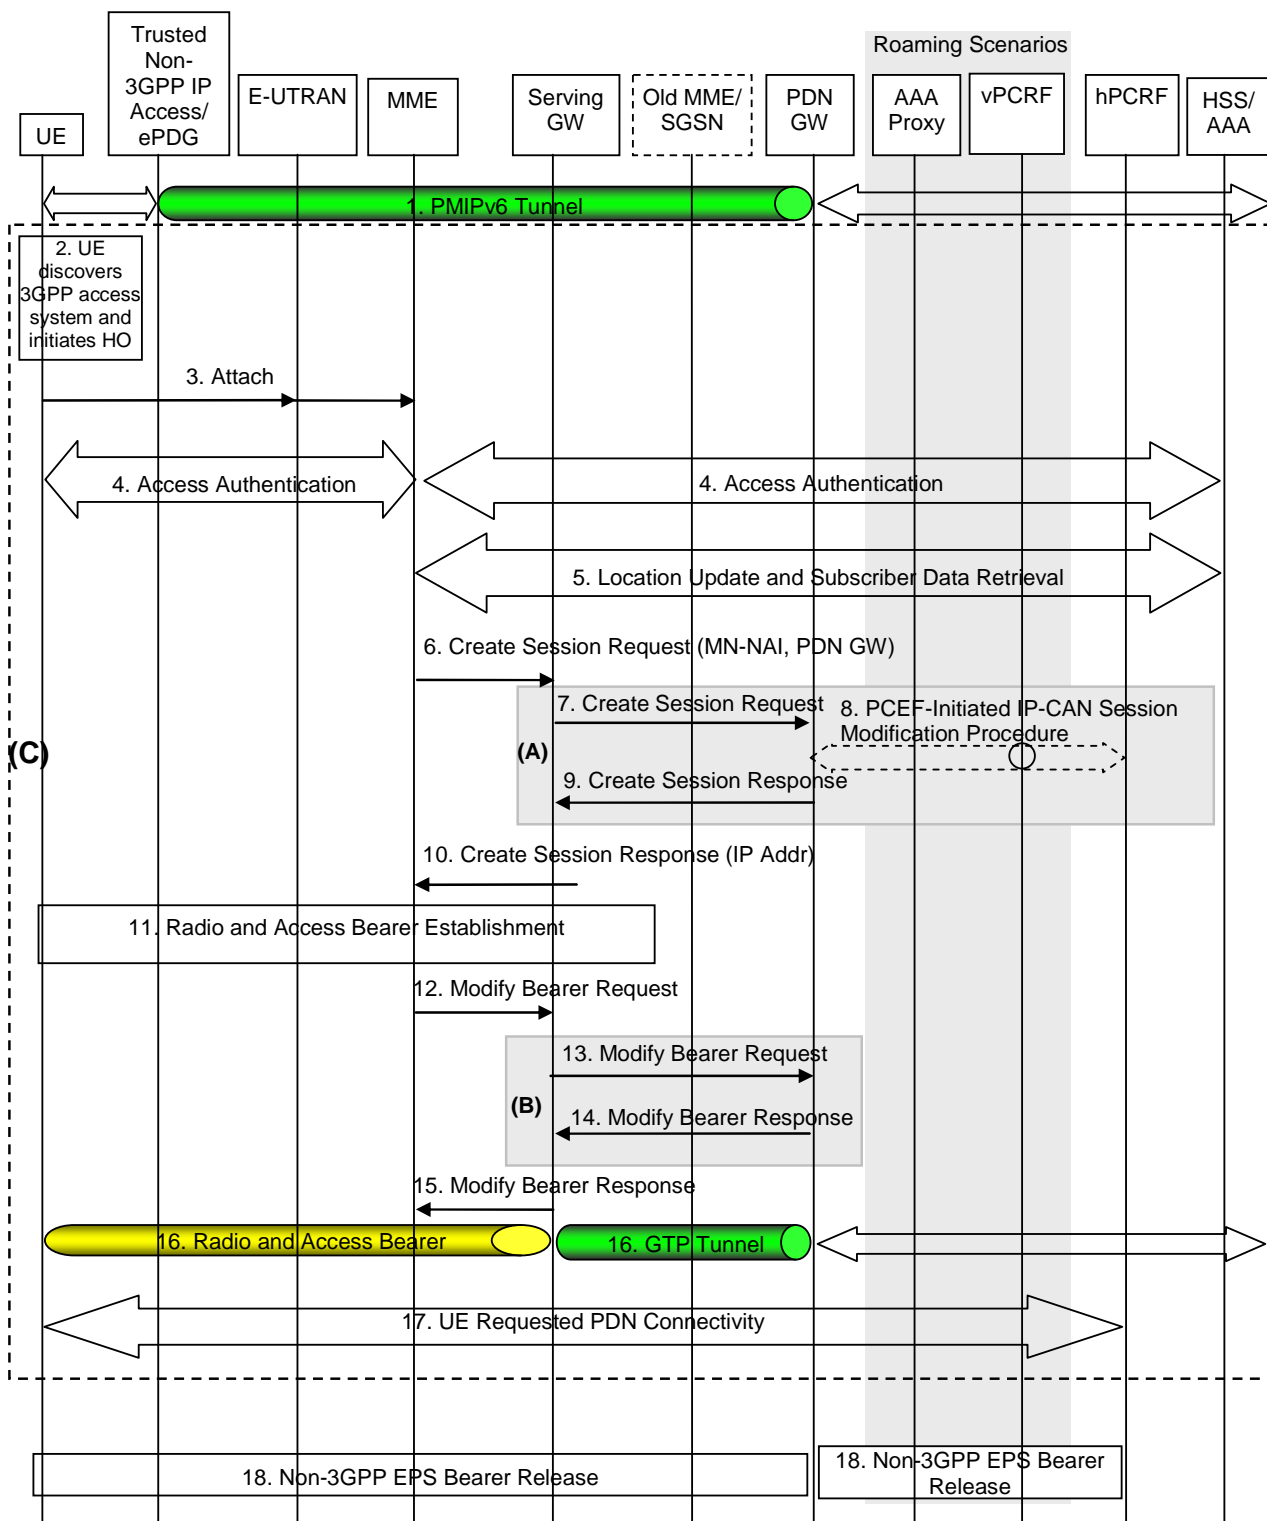 Roaming Scenarios
UE
Trusted
Non-
3GPP IP
Access/
ePDG
E-UTRAN
MME
Serving
GW
Old MME/
SGSN
PDN
GW
AAA
Proxy
vPCRF
hPCRF
HSS/
AAA
1. PMIPv6 Tunnel
2. UE
discovers
3GPP access
system and
initiates HO
3. Attach
4. Access Authentication
4. Access Authentication
5. Location Update and Subscriber Data Retrieval
6. Create Session Request (MN-NAI, PDN GW)
7. Create Session Request
8. PCEF-Initiated IP-CAN Session
Modification Procedure
(C)
(A)
9. Create Session Response
10. Create Session Response (IP Addr)
11. Radio and Access Bearer Establishment
12. Modify Bearer Request
13. Modify Bearer Request
(B)
14. Modify Bearer Response
15. Modify Bearer Response
16. Radio and Access Bearer
16. GTP Tunnel
17. UE Requested PDN Connectivity
18. Non-3GPP EPS Bearer Release
18. Non-3GPP EPS Bearer
Release